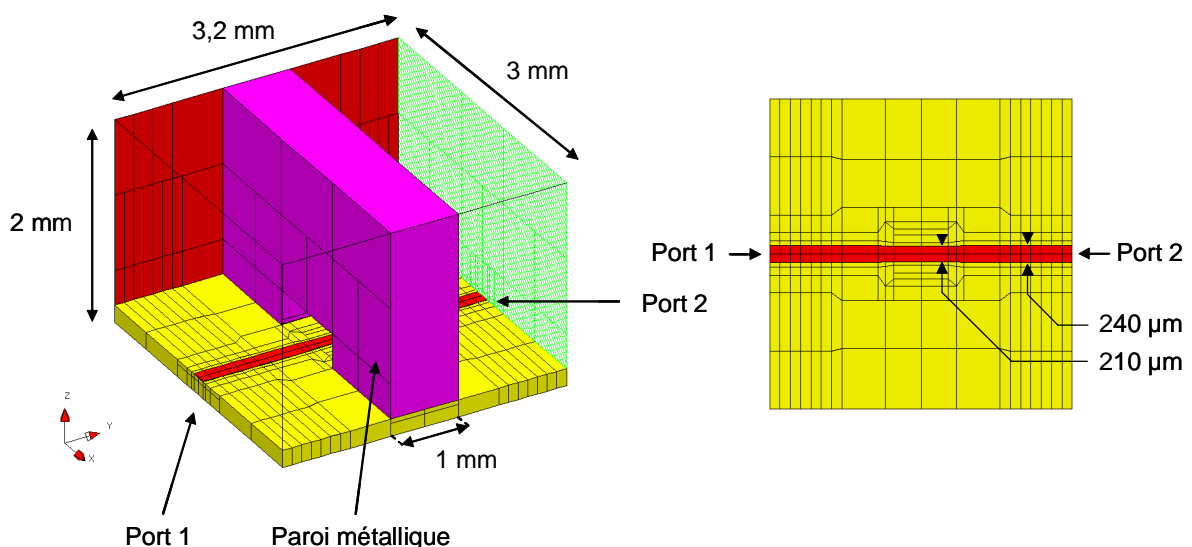 3,2 mm
3 mm
2 mm
Port 1
Port 2
Port 2
240 µm
210 µm
1 mm
Z
Y
X
Port 1
Paroi métallique